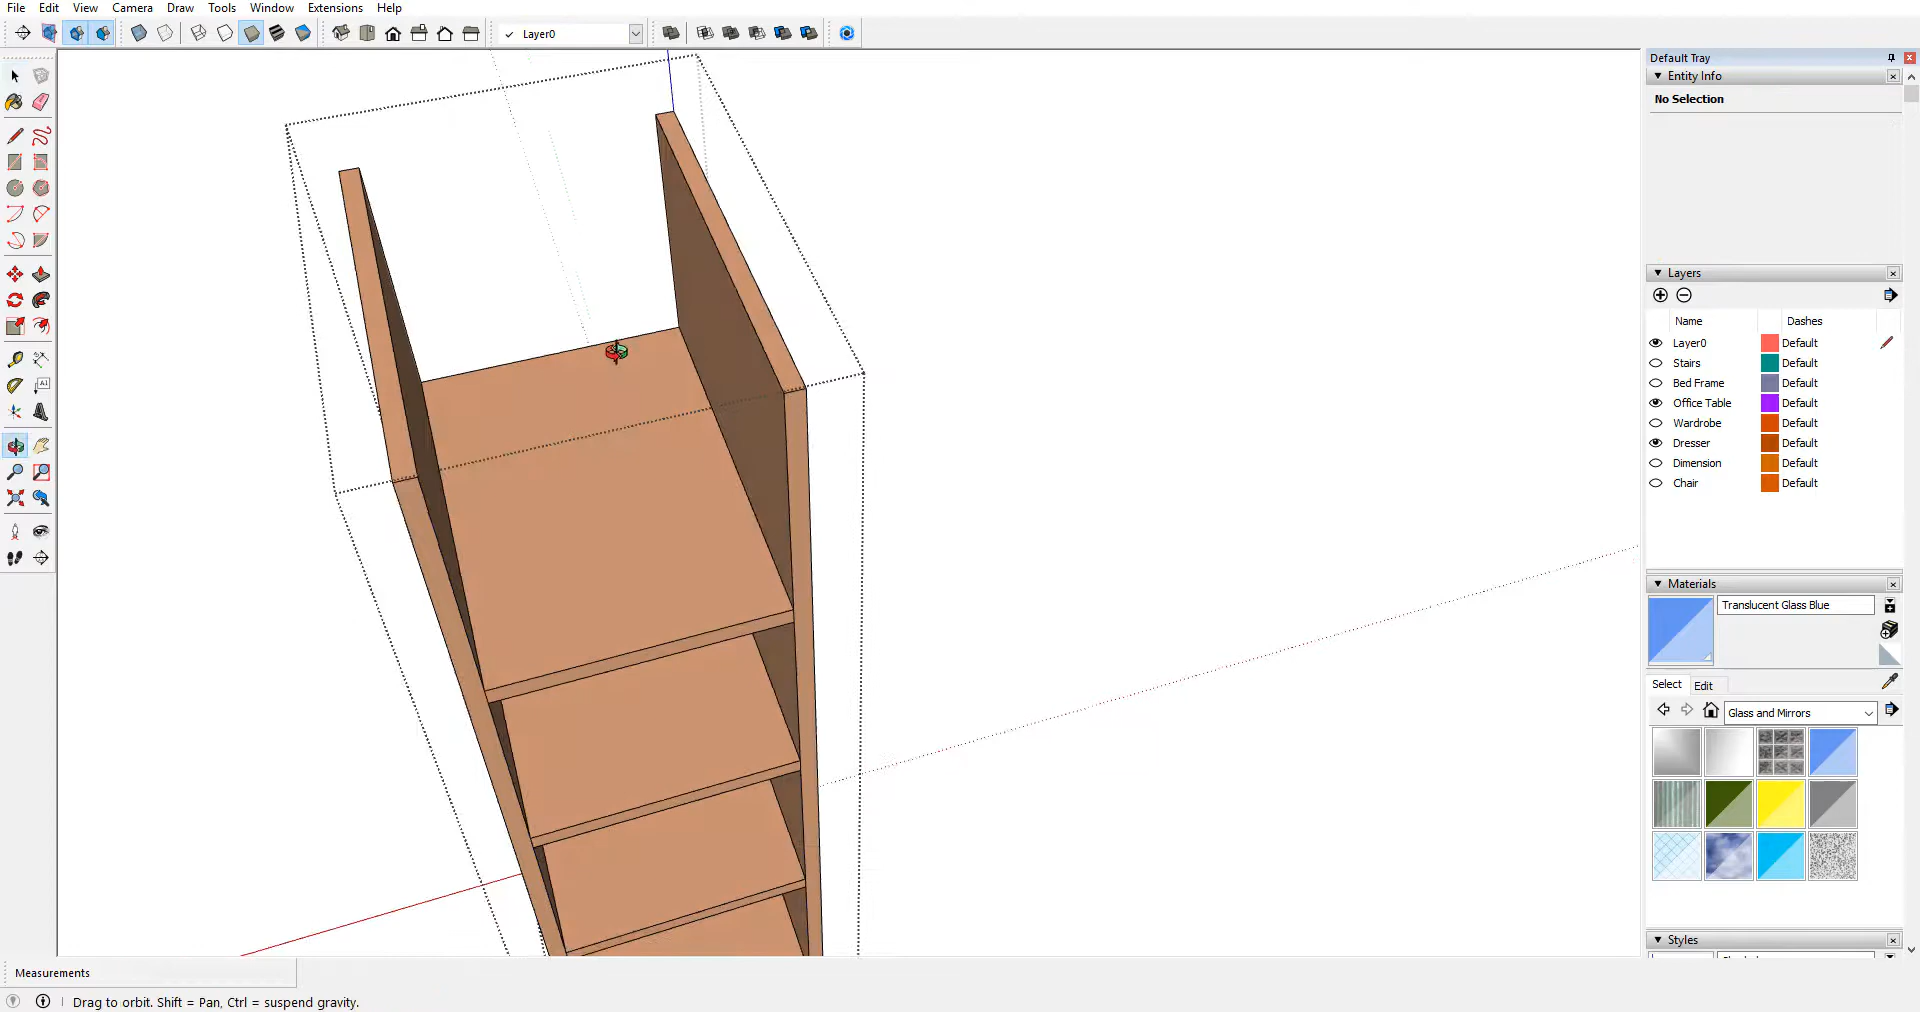 File Edit View Camera Draw Tools Window Extensions Help
Layer0
Default Tray
Entity Info
No Selection
Layers
Name Dashes
Layer0 Default
Stairs Default
Bed Frame Default
Office Table Default
Wardrobe Default
Dresser Default
Dimension Default
Chair Default
Materials
Translucent Glass Blue
Select Edit
Glass and Mirrors
Styles
Measurements
Drag to orbit. Shift = Pan, Ctrl = suspend gravity.